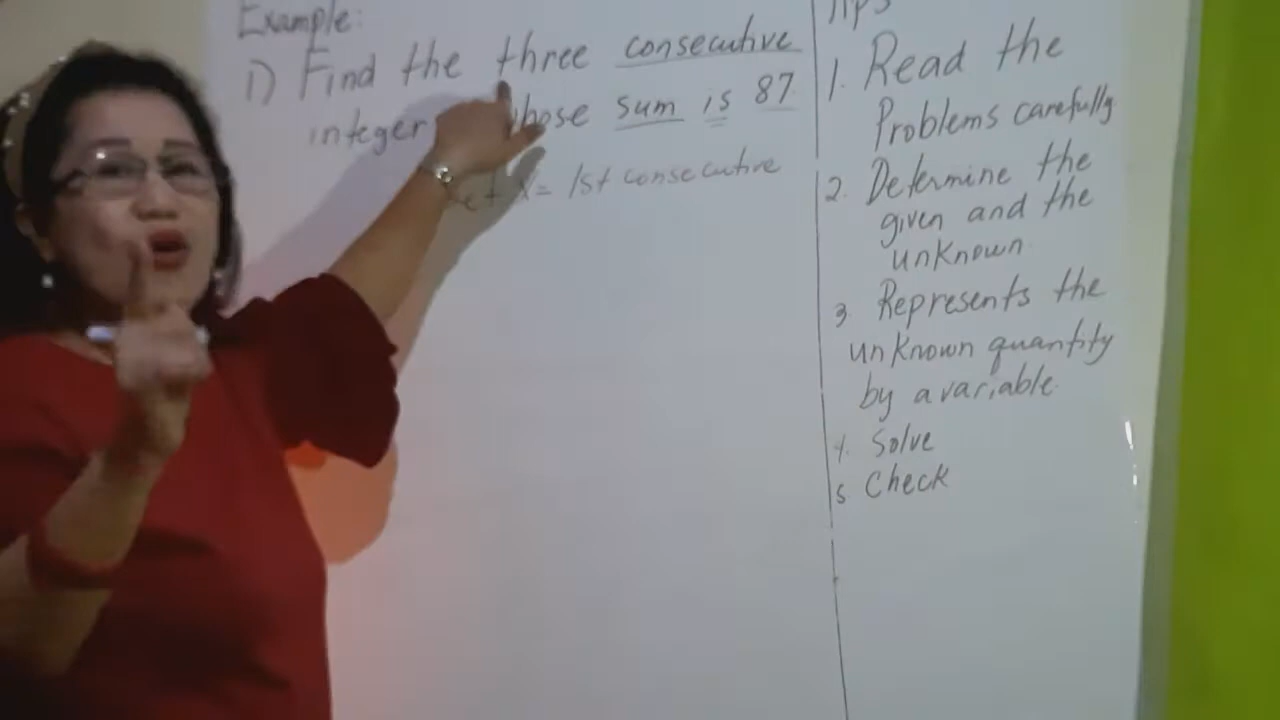 Example:
1) Find the three consecutive
integers whose sum is 87
Let x = 1st consecutive
Tips
1. Read the
Problems carefully
2. Determine the
given and the
unknown
3. Represents the
unknown quantity
by a variable.
4. Solve
5 Check